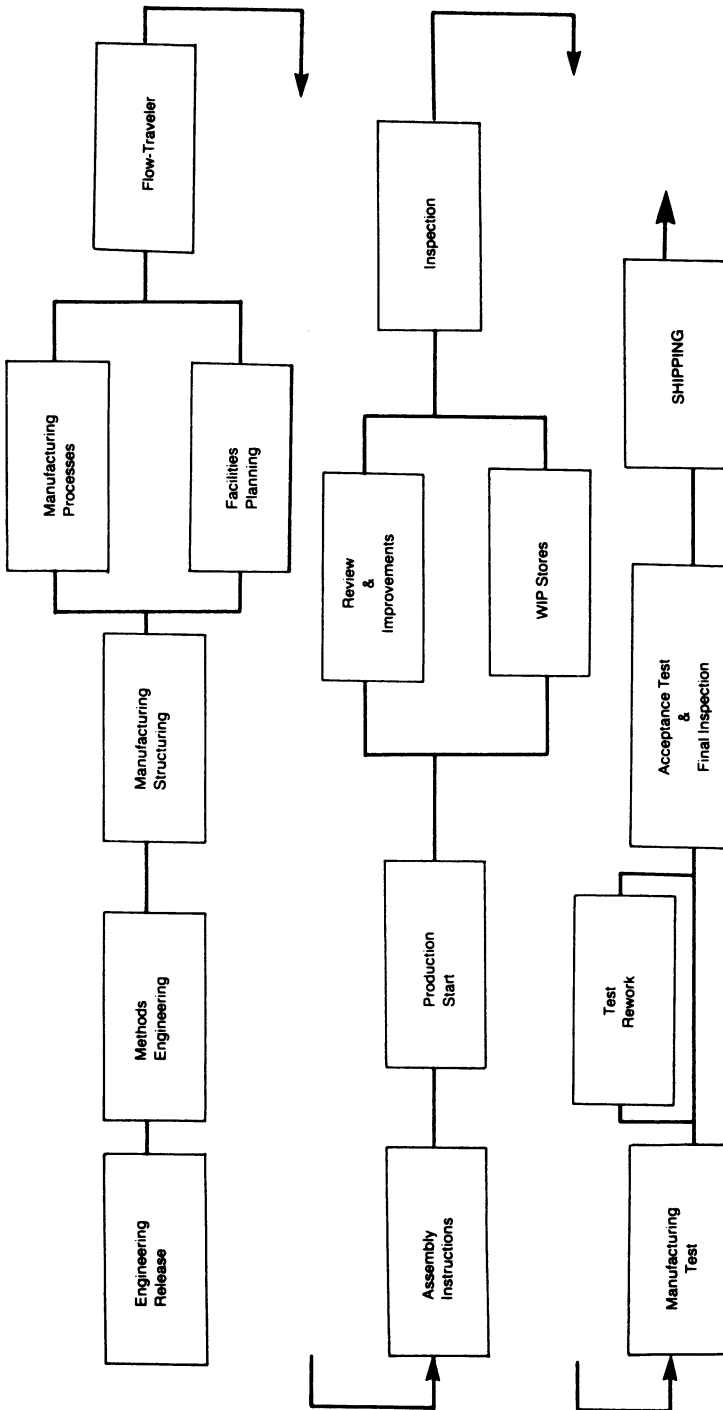 Engineering
Release
Methods
Engineering
Manufacturing
Structuring
Manufacturing
Processes
Facilities
Planning
Flow-Traveler
Assembly
Instructions
Production
Start
Review
&
Improvements
WIP Stores
Inspection
Manufacturing
Test
Test
Rework
Acceptance Test
&
Final Inspection
SHIPPING